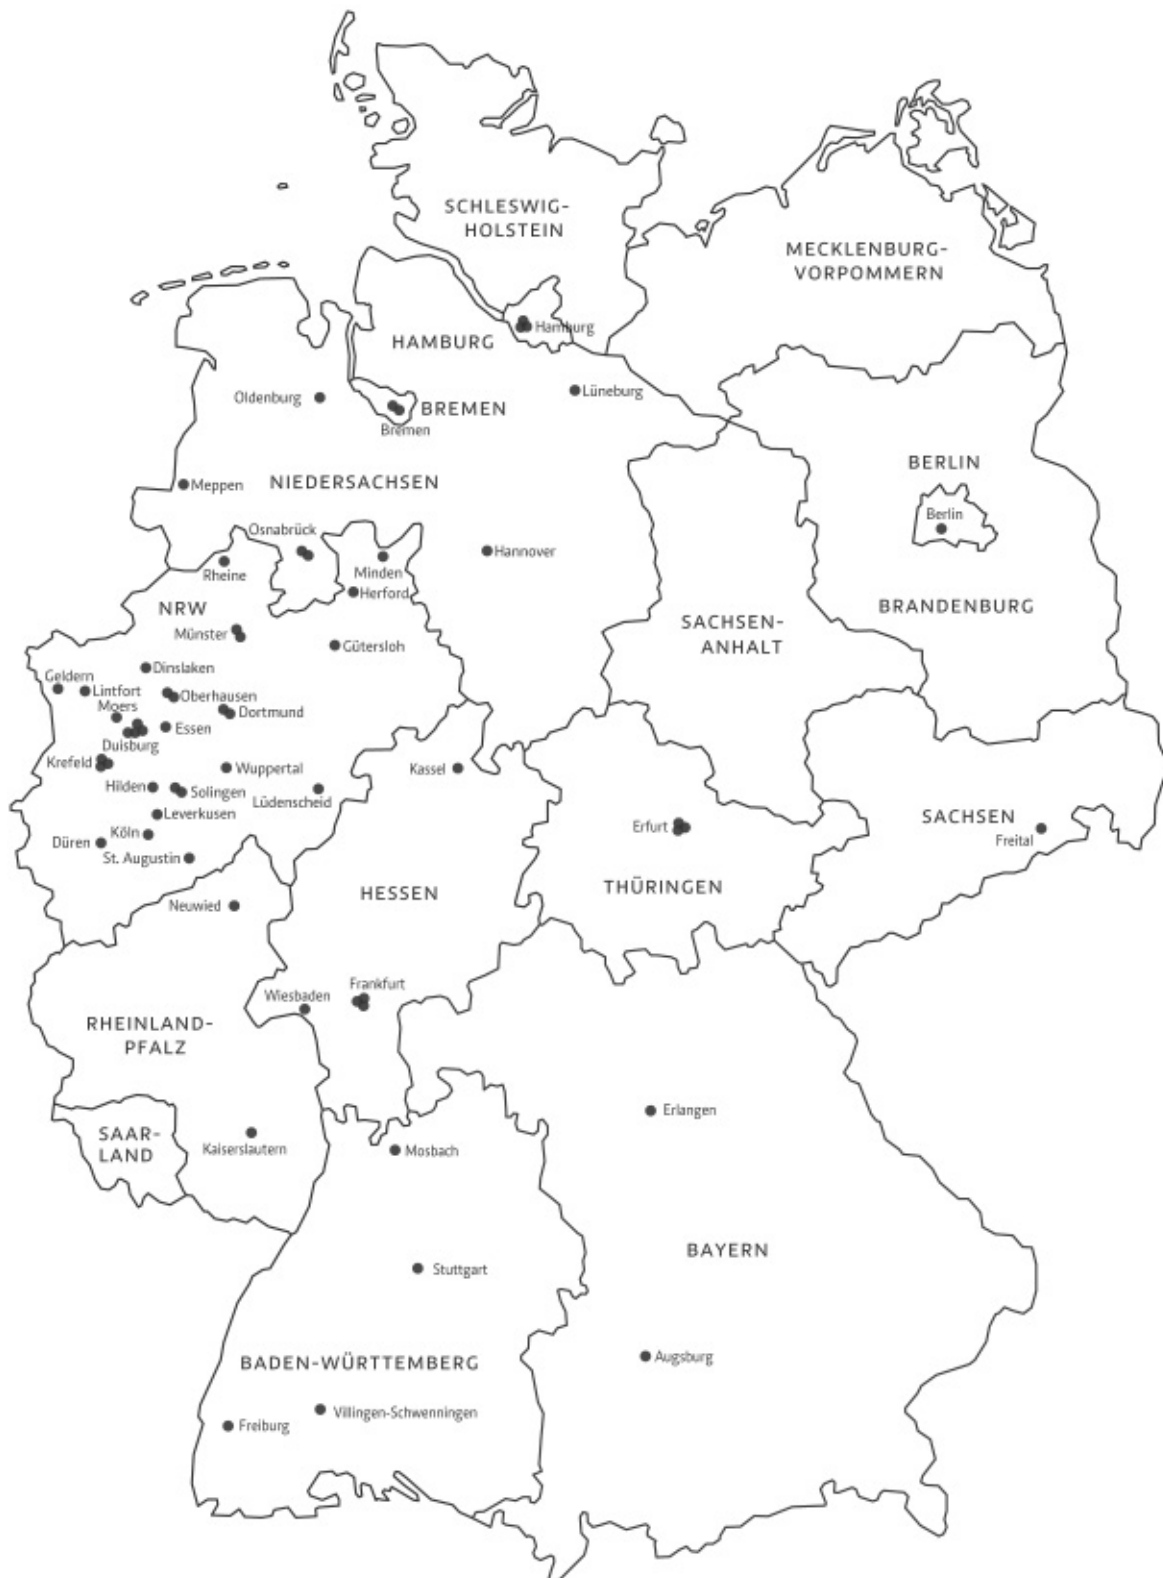 SCHLESWIG-
HOLSTEIN
MECKLENBURG-
VORPOMMERN
Hamburg
HAMBURG
Lüneburg
Oldenburg
BREMEN
Bremen
BERLIN
NIEDERSACHSEN
Meppen
Berlin
Osnabrück
Hannover
Minden
Rheine
Herford
NRW
BRANDENBURG
SACHSEN-
ANHALT
Münster
Gütersloh
Dinslaken
Geldern
Lintfort
Oberhausen
Moers
Dortmund
Essen
Duisburg
Krefeld
Wuppertal
Kassel
Hilden
Solingen
Lüdenscheid
Leverkusen
SACHSEN
Erfurt
Köln
Freital
Düren
St. Augustin
THÜRINGEN
HESSEN
Neuwied
Frankfurt
Wiesbaden
RHEINLAND-
PFALZ
Erlangen
SAAR-
LAND
Kaiserslautern
Mosbach
BAYERN
Stuttgart
Augsburg
BADEN-WÜRTTEMBERG
Villingen-Schwenningen
Freiburg